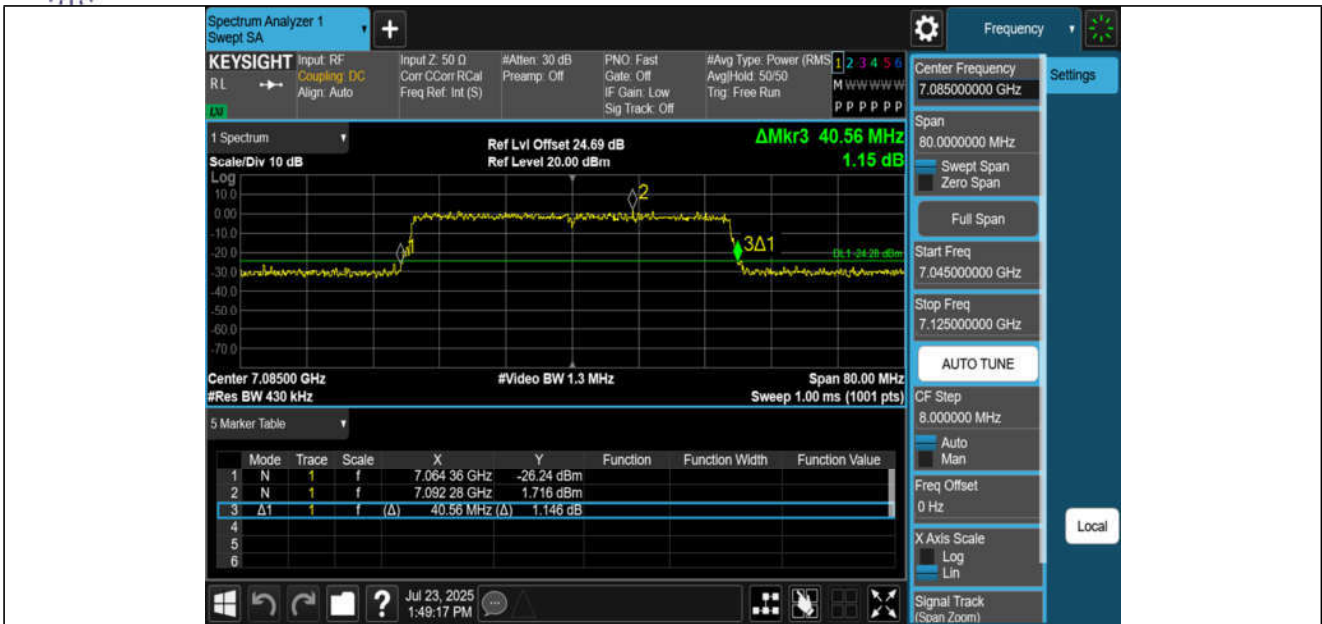 Spectrum Analyzer 1
Swept SA
+
Frequency
KEYSIGHT
RL
LV
Input: RF
Coupling: DC
Align: Auto
Input Z: 50 Ω
Corr CCorr RCal
Freq Ref: Int (S)
#Atten: 30 dB
Preamp: Off
PNO: Fast
Gate: Off
IF Gain: Low
Sig Track: Off
#Avg Type: Power (RMS
Avg|Hold: 50/50
Trig: Free Run
1 2 3 4 5 6
M W W W W W
P P P P P P
1 Spectrum
Scale/Div 10 dB
Ref Lvl Offset 24.69 dB
Ref Level 20.00 dBm
ΔMkr3 40.56 MHz
1.15 dB
Log
10.0
0.00
-10.0
-20.0
-30.0
-40.0
-50.0
-60.0
-70.0
1
2
3Δ1
DL1 -24.28 dBm
Center 7.08500 GHz
#Video BW 1.3 MHz
Span 80.00 MHz
#Res BW 430 kHz
Sweep 1.00 ms (1001 pts)
5 Marker Table
Mode Trace Scale X Y Function Function Width Function Value
1 N 1 f 7.064 36 GHz -26.24 dBm
2 N 1 f 7.092 28 GHz 1.716 dBm
3 Δ1 1 f (Δ) 40.56 MHz (Δ) 1.146 dB
4
5
6
?
Jul 23, 2025
1:49:17 PM
Center Frequency
7.085000000 GHz
Settings
Span
80.0000000 MHz
Swept Span
Zero Span
Full Span
Start Freq
7.045000000 GHz
Stop Freq
7.125000000 GHz
AUTO TUNE
CF Step
8.000000 MHz
Auto
Man
Freq Offset
0 Hz
X Axis Scale
Log
Lin
Local
Signal Track
(Span Zoom)